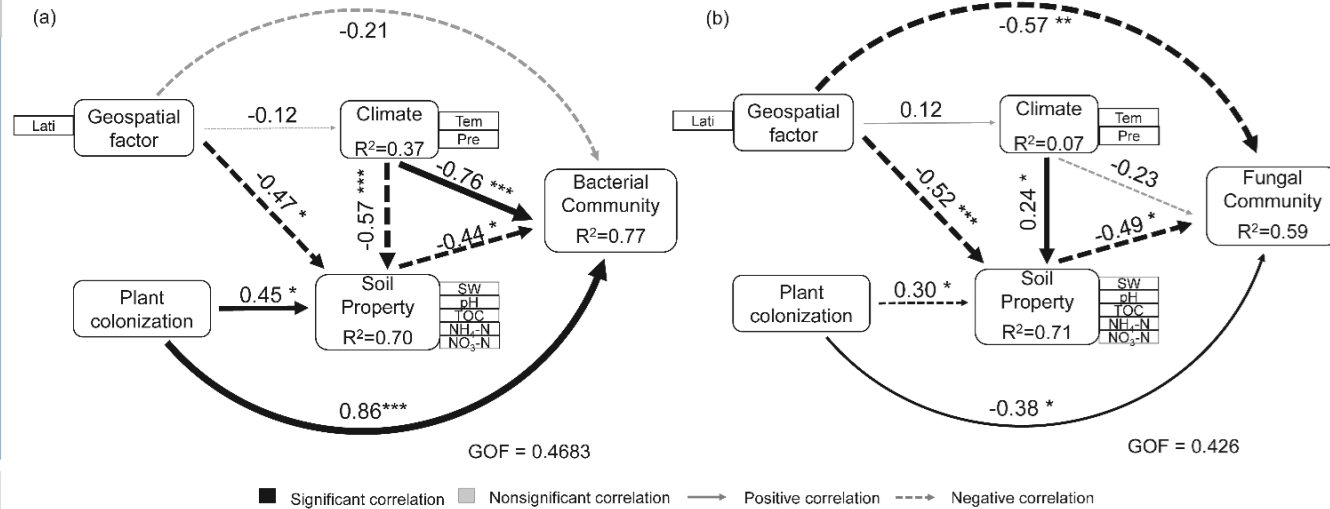 (a)
-0.21
Lati
Geospatial
factor
-0.12
Climate
R²=0.37
Tem
Pre
-0.47 *
-0.57 ***
-0.76 ***
-0.44 *
Bacterial
Community
R²=0.77
Plant
colonization
0.45 *
Soil
Property
R²=0.70
SW
pH
TOC
NH₄-N
NO₃-N
0.86***
GOF = 0.4683
(b)
-0.57 **
Lati
Geospatial
factor
0.12
Climate
R²=0.07
Tem
Pre
-0.52 ***
0.24 *
-0.23
-0.49 *
Fungal
Community
R²=0.59
Plant
colonization
0.30 *
Soil
Property
R²=0.71
SW
pH
TOC
NH₄-N
NO₃-N
-0.38 *
GOF = 0.426
Significant correlation
Nonsignificant correlation
Positive correlation
Negative correlation